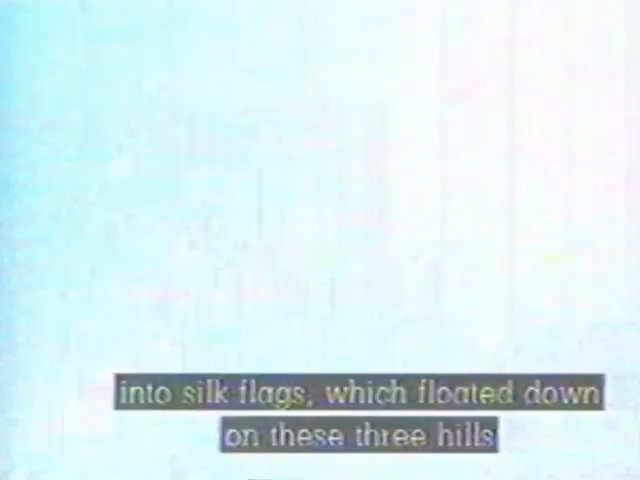 into silk flags, which floated down
on these three hills